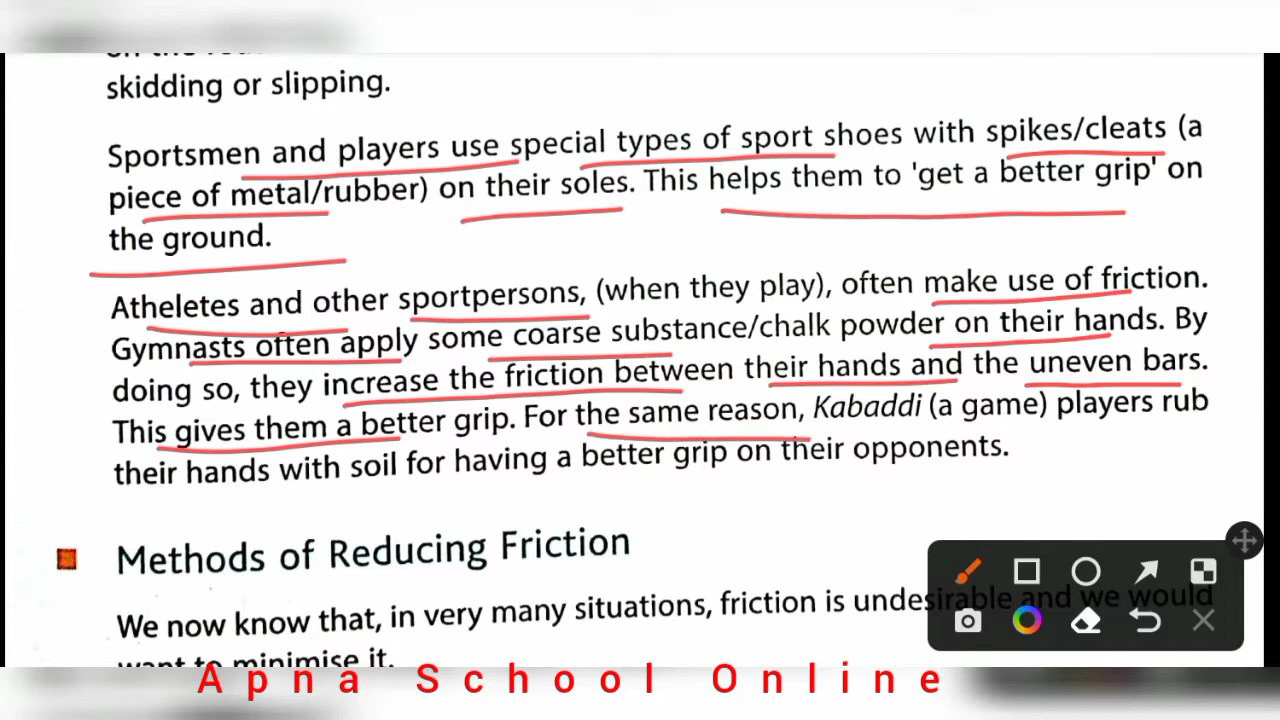 skidding or slipping.
Sportsmen and players use special types of sport shoes with spikes/cleats (a
piece of metal/rubber) on their soles. This helps them to 'get a better grip' on
the ground.
Atheletes and other sportpersons, (when they play), often make use of friction.
Gymnasts often apply some coarse substance/chalk powder on their hands. By
doing so, they increase the friction between their hands and the uneven bars.
This gives them a better grip. For the same reason, Kabaddi (a game) players rub
their hands with soil for having a better grip on their opponents.
Methods of Reducing Friction
We now know that, in very many situations, friction is undesirable and we would
want to minimise it.
Apna School Online